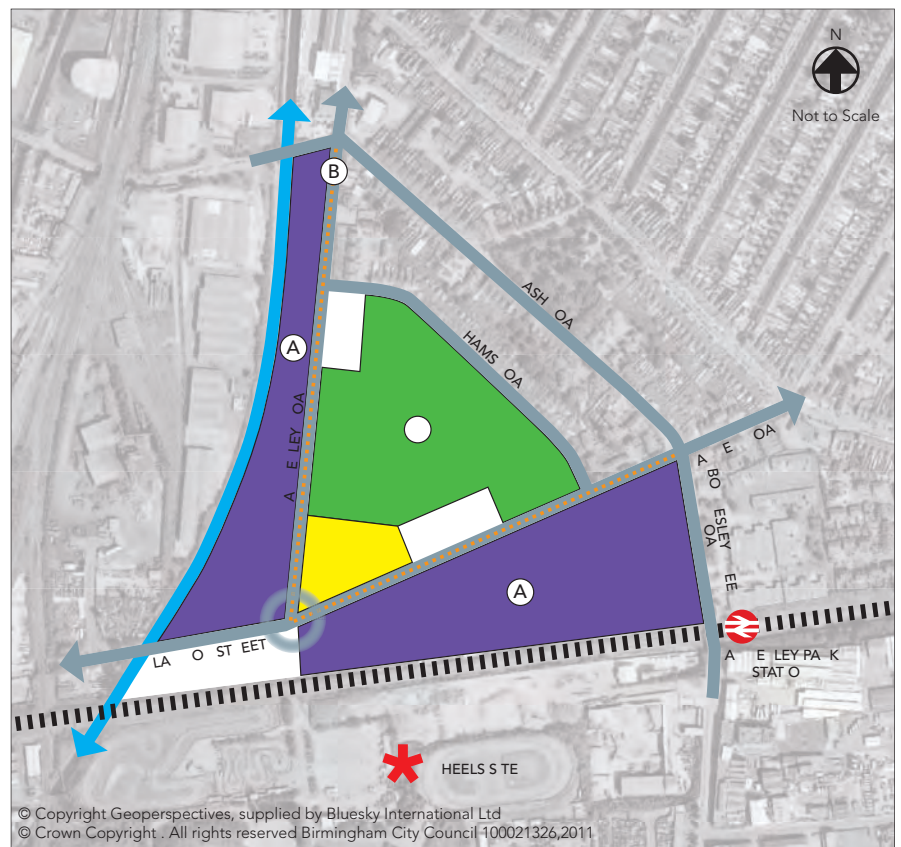 N
Not to Scale
B
ASH OA
HAMS OA
A
A E LEY OA
A E OA
BO ESLEY
OA
EE
A
LA O ST EET
A E LEY PA K
STAT O
HEELS S TE
© Copyright Geoperspectives, supplied by Bluesky International Ltd
© Crown Copyright . All rights reserved Birmingham City Council 100021326,2011